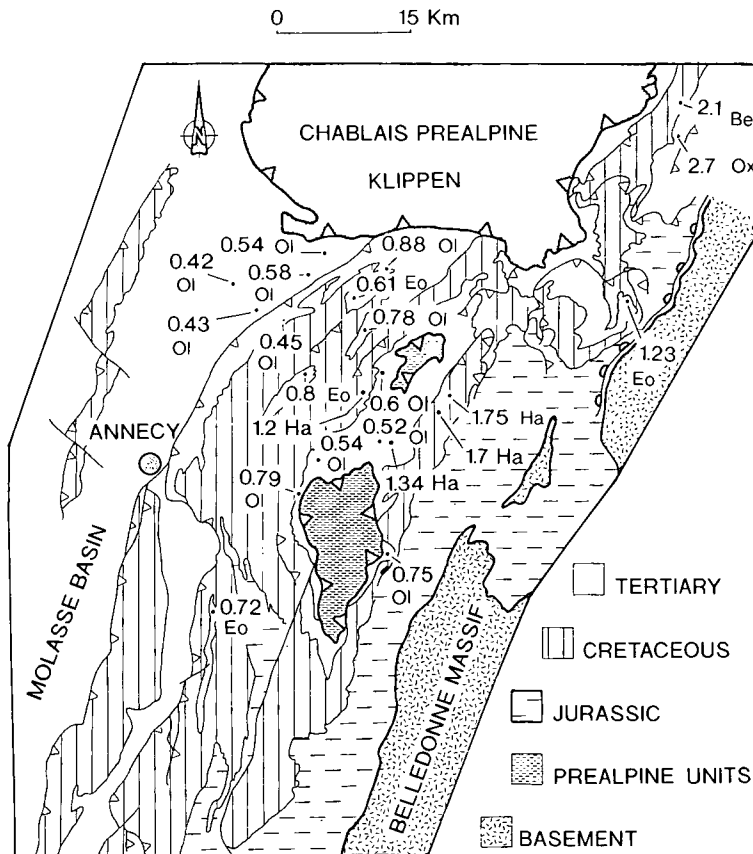 0 15 Km
N
CHABLAIS PREALPINE
KLIPPEN
2.1 Be
2.7 Ox
0.54 Ol
0.88 Ol
0.42
Ol
0.58
Ol
0.61 Eo
0.43
Ol
0.78
Ol
0.45
Ol
1.23
Eo
0.8 Eo
1.2 Ha
0.6 Ol
1.75 Ha
ANNECY
0.52
Ol
1.7 Ha
0.54
Ol
0.79
Ol
1.34 Ha
0.75
Ol
0.72
Eo
MOLASSE BASIN
BELLEDONNE MASSIF
TERTIARY
CRETACEOUS
JURASSIC
PREALPINE UNITS
BASEMENT